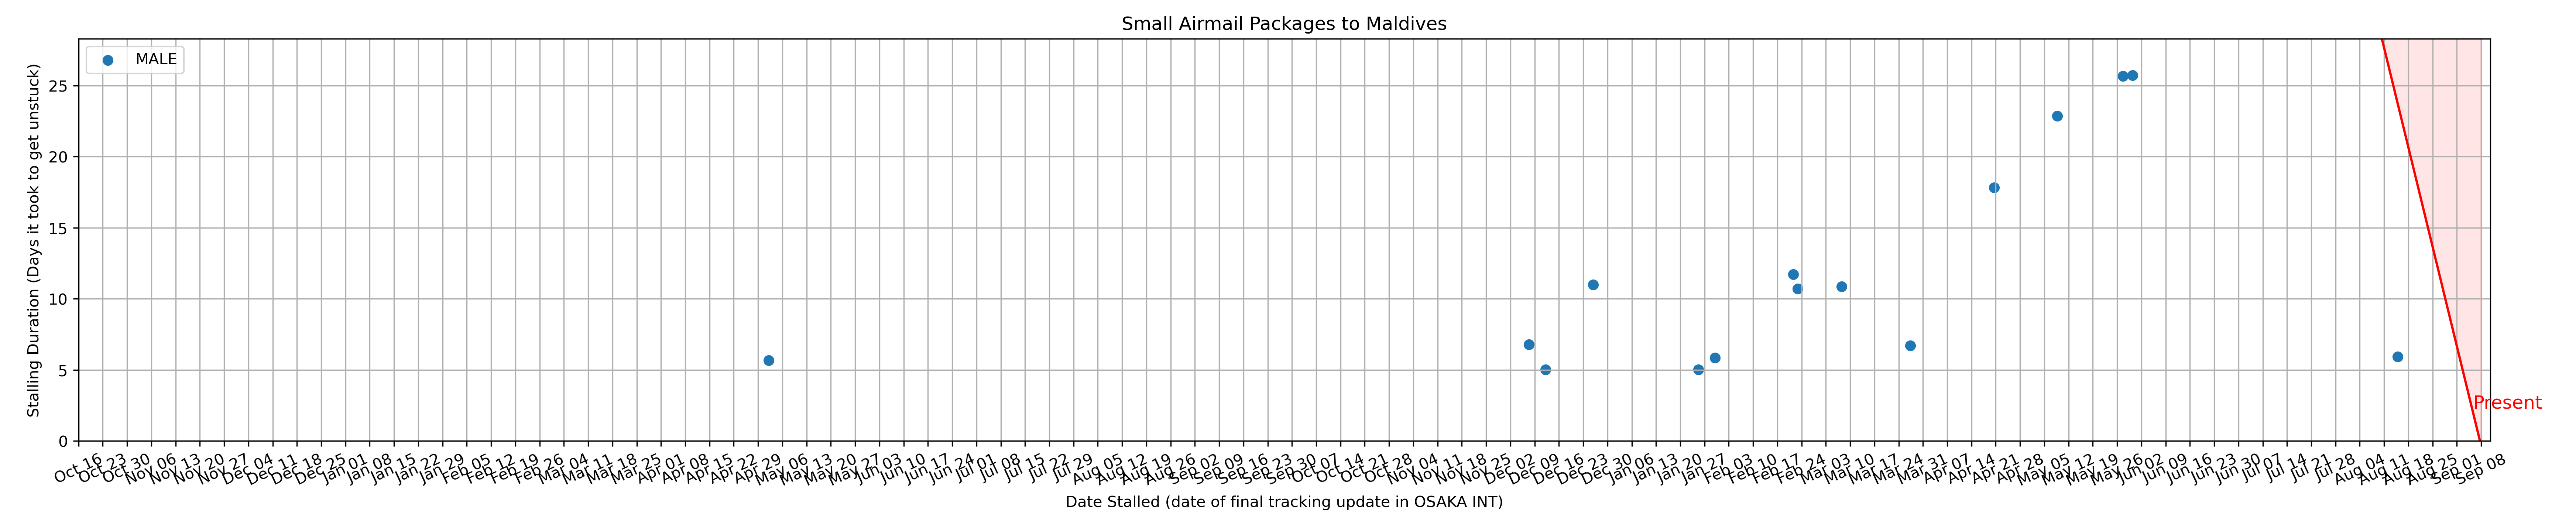 Small Airmail Packages to Maldives
MALE
Stalling Duration (Days it took to get unstuck)
25
20
15
10
5
0
Present
Oct 16 Oct 23 Oct 30 Nov 06 Nov 13 Nov 20 Nov 27 Dec 04 Dec 11 Dec 18 Dec 25 Jan 01 Jan 08 Jan 15 Jan 22 Jan 29 Feb 05 Feb 12 Feb 19 Feb 26 Mar 04 Mar 11 Mar 18 Mar 25 Apr 01 Apr 08 Apr 15 Apr 22 Apr 29 May 06 May 13 May 20 May 27 Jun 03 Jun 10 Jun 17 Jun 24 Jul 01 Jul 08 Jul 15 Jul 22 Jul 29 Aug 05 Aug 12 Aug 19 Aug 26 Sep 02 Sep 09 Sep 16 Sep 23 Sep 30 Oct 07 Oct 14 Oct 21 Oct 28 Nov 04 Nov 11 Nov 18 Nov 25 Dec 02 Dec 09 Dec 16 Dec 23 Dec 30 Jan 06 Jan 13 Jan 20 Jan 27 Feb 03 Feb 10 Feb 17 Feb 24 Mar 03 Mar 10 Mar 17 Mar 24 Mar 31 Apr 07 Apr 14 Apr 21 Apr 28 May 05 May 12 May 19 May 26 Jun 02 Jun 09 Jun 16 Jun 23 Jun 30 Jul 07 Jul 14 Jul 21 Jul 28 Aug 04 Aug 11 Aug 18 Aug 25 Sep 01 Sep 08
Date Stalled (date of final tracking update in OSAKA INT)